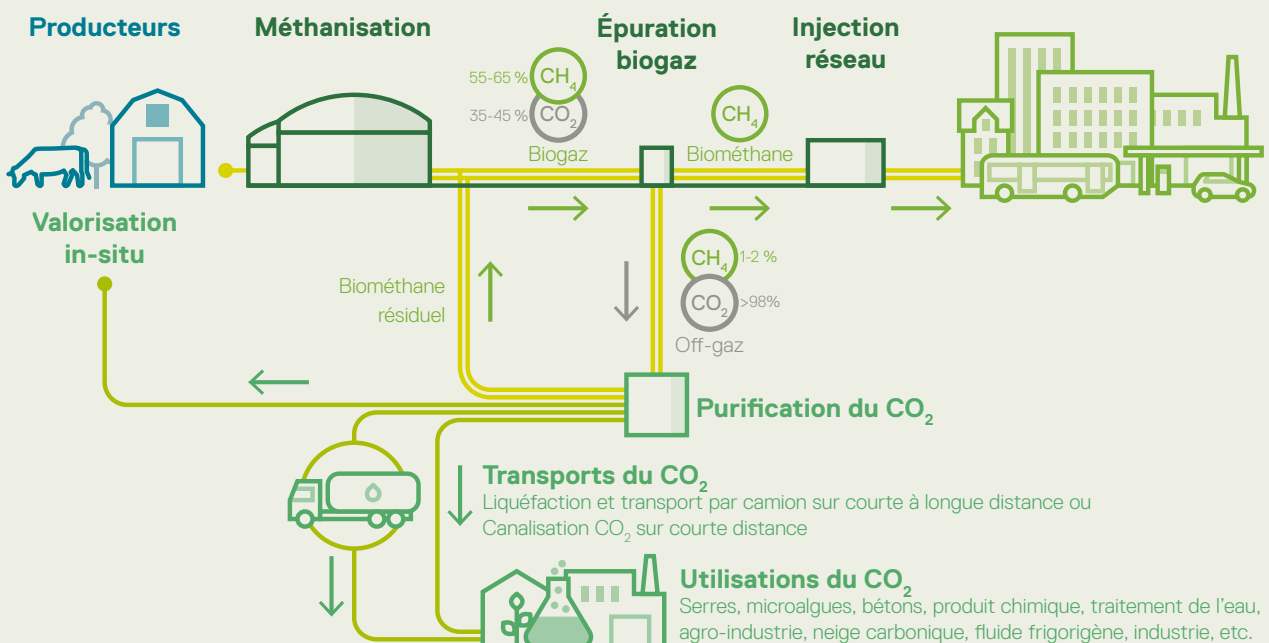 Producteurs
Méthanisation
Épuration
biogaz
Injection
réseau
55-65 %
CH₄
35-45 %
CO₂
Biogaz
CH₄
Biométhane
Valorisation
in-situ
Biométhane
résiduel
CH₄
1-2 %
CO₂
>98%
Off-gaz
Purification du CO₂
Transports du CO₂
Liquéfaction et transport par camion sur courte à longue distance ou
Canalisation CO₂ sur courte distance
Utilisations du CO₂
Serres, microalgues, bétons, produit chimique, traitement de l’eau,
agro-industrie, neige carbonique, fluide frigorigène, industrie, etc.